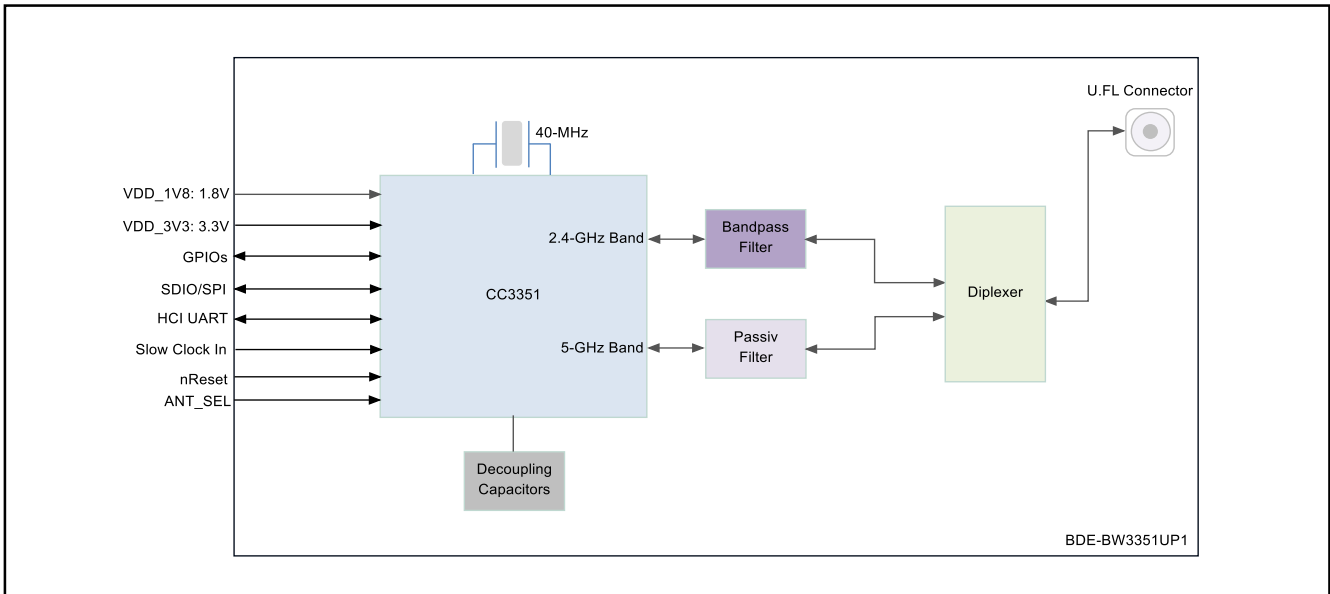 U.FL Connector
40-MHz
VDD_1V8: 1.8V
VDD_3V3: 3.3V
GPIOs
SDIO/SPI
HCI UART
Slow Clock In
nReset
ANT_SEL
2.4-GHz Band
CC3351
5-GHz Band
Bandpass
Filter
Passiv
Filter
Diplexer
Decoupling
Capacitors
BDE-BW3351UP1